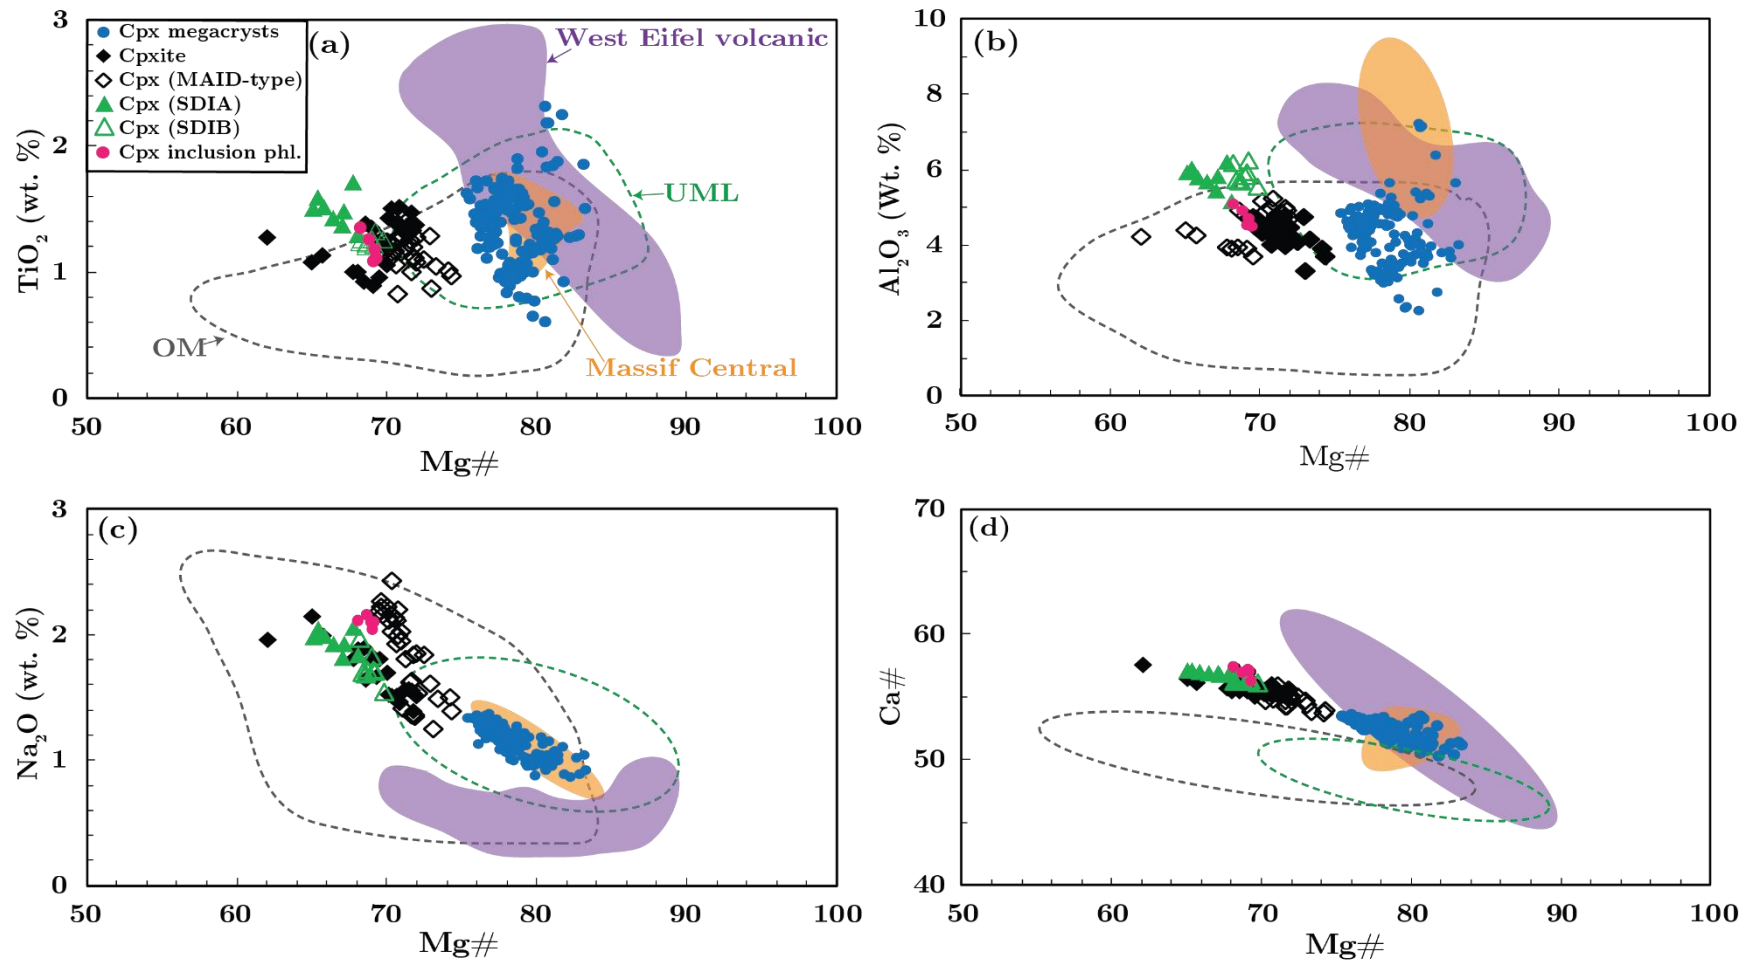 Cpx megacrysts
Cpxite
Cpx (MAID-type)
Cpx (SDIA)
Cpx (SDIB)
Cpx inclusion phl.
(a)
West Eifel volcanic
UML
OM
Massif Central
TiO2 (wt. %)
3
2
1
0
50 60 70 80 90 100
Mg#
(b)
Al2O3 (Wt. %)
10
8
6
4
2
0
50 60 70 80 90 100
Mg#
(c)
Na2O (wt. %)
3
2
1
0
50 60 70 80 90 100
Mg#
(d)
Ca#
70
60
50
40
50 60 70 80 90 100
Mg#